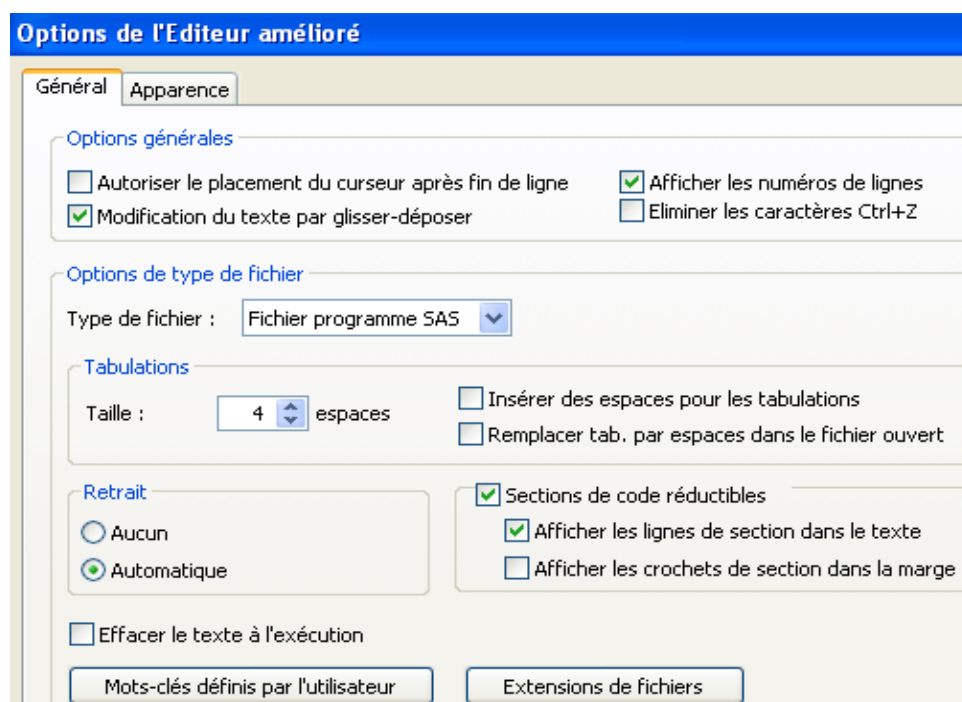 Options de l'Editeur amélioré
Général Apparence
Options générales
Autoriser le placement du curseur après fin de ligne
Afficher les numéros de lignes
Modification du texte par glisser-déposer
Eliminer les caractères Ctrl+Z
Options de type de fichier
Type de fichier : Fichier programme SAS
Tabulations
Taille : 4 espaces
Insérer des espaces pour les tabulations
Remplacer tab. par espaces dans le fichier ouvert
Retrait
Aucun
Automatique
Sections de code réductibles
Afficher les lignes de section dans le texte
Afficher les crochets de section dans la marge
Effacer le texte à l'exécution
Mots-clés définis par l'utilisateur
Extensions de fichiers